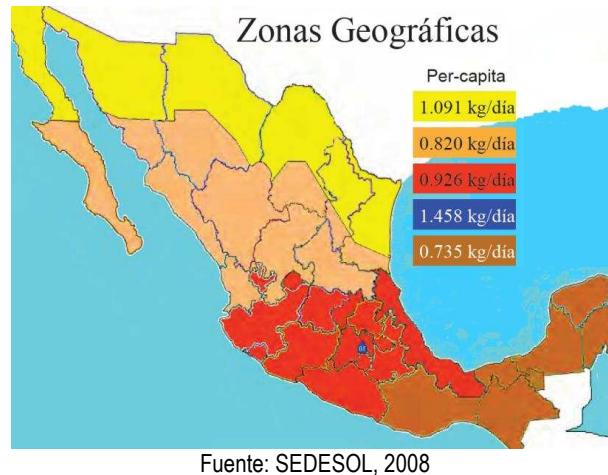 Zonas Geográficas
Per-capita
1.091 kg/día
0.820 kg/día
0.926 kg/día
1.458 kg/día
0.735 kg/día
Fuente: SEDESOL, 2008